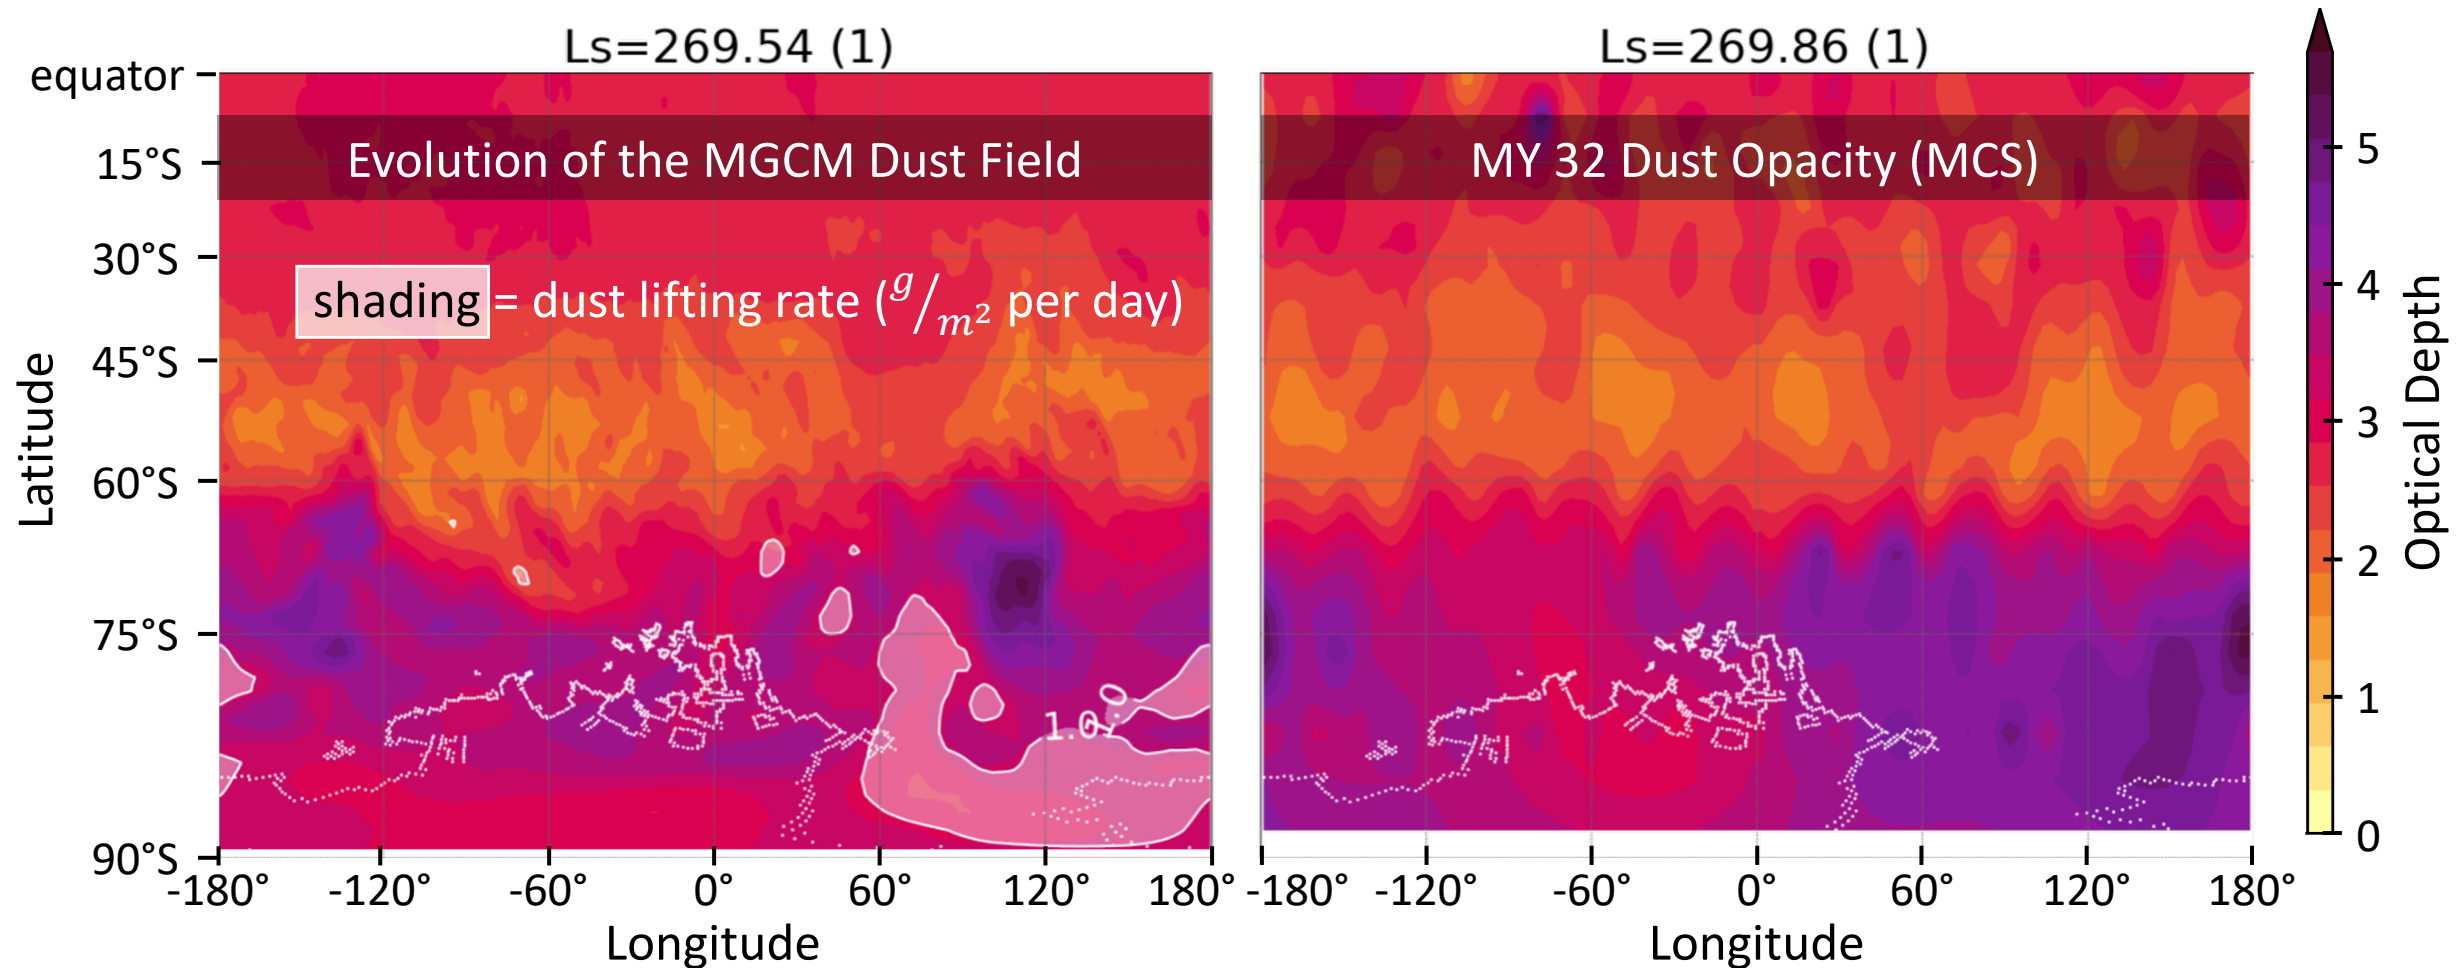 Ls=269.54 (1)
Ls=269.86 (1)
equator
15°S
30°S
45°S
60°S
75°S
90°S
Latitude
Evolution of the MGCM Dust Field
shading = dust lifting rate (g/m² per day)
1.0
1.0
-180° -120° -60° 0° 60° 120° 180°
Longitude
MY 32 Dust Opacity (MCS)
-180° -120° -60° 0° 60° 120° 180°
Longitude
5
4
3
2
1
0
Optical Depth